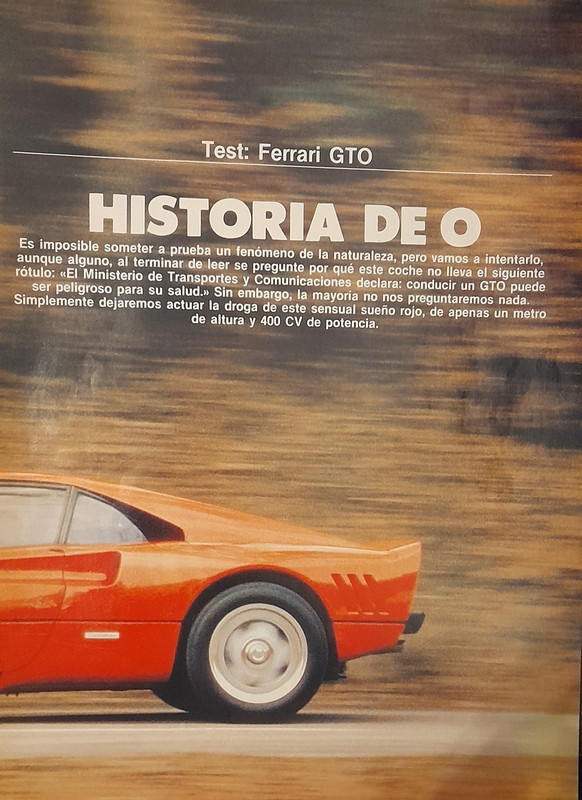 Test: Ferrari GTO
HISTORIA DE O
Es imposible someter a prueba un fenómeno de la naturaleza, pero vamos a intentarlo,
aunque alguno, al terminar de leer se pregunte por qué este coche no lleva el siguiente
rótulo: «El Ministerio de Transportes y Comunicaciones declara: conducir un GTO puede
ser peligroso para su salud.» Sin embargo, la mayoría no nos preguntaremos nada.
Simplemente dejaremos actuar la droga de este sensual sueño rojo, de apenas un metro
de altura y 400 CV de potencia.